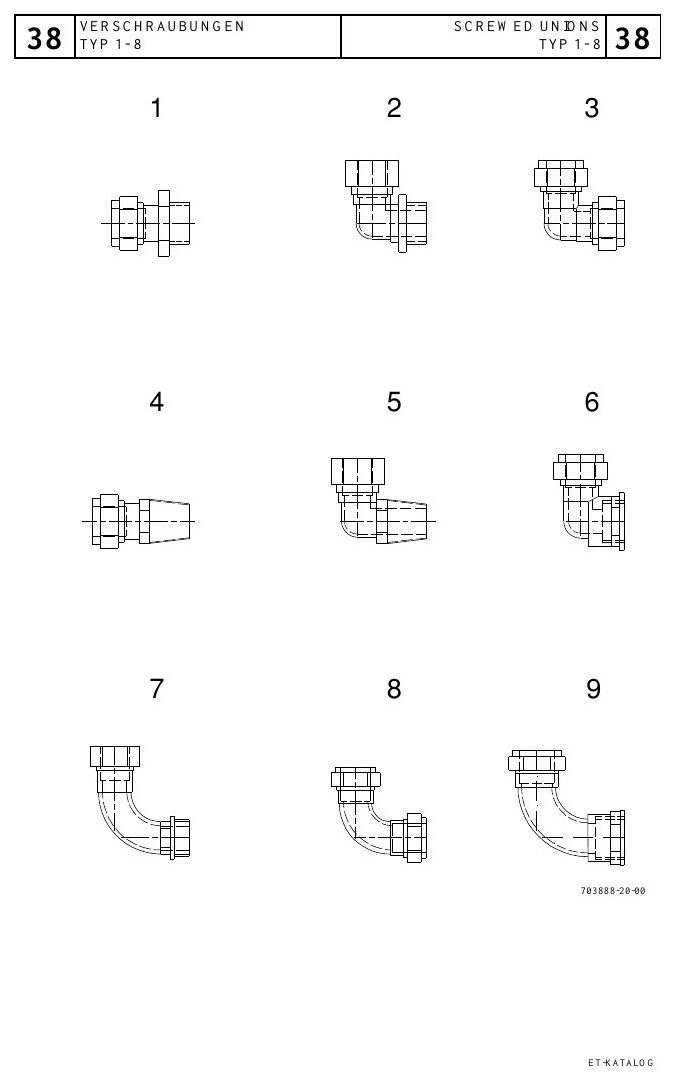 38
VERSCHRAUBUNGEN
TYP 1-8
SCREWED UNIONS
TYP 1-8
38
1 2 3
4 5 6
7 8 9
703888-20-00
ET-KATALOG